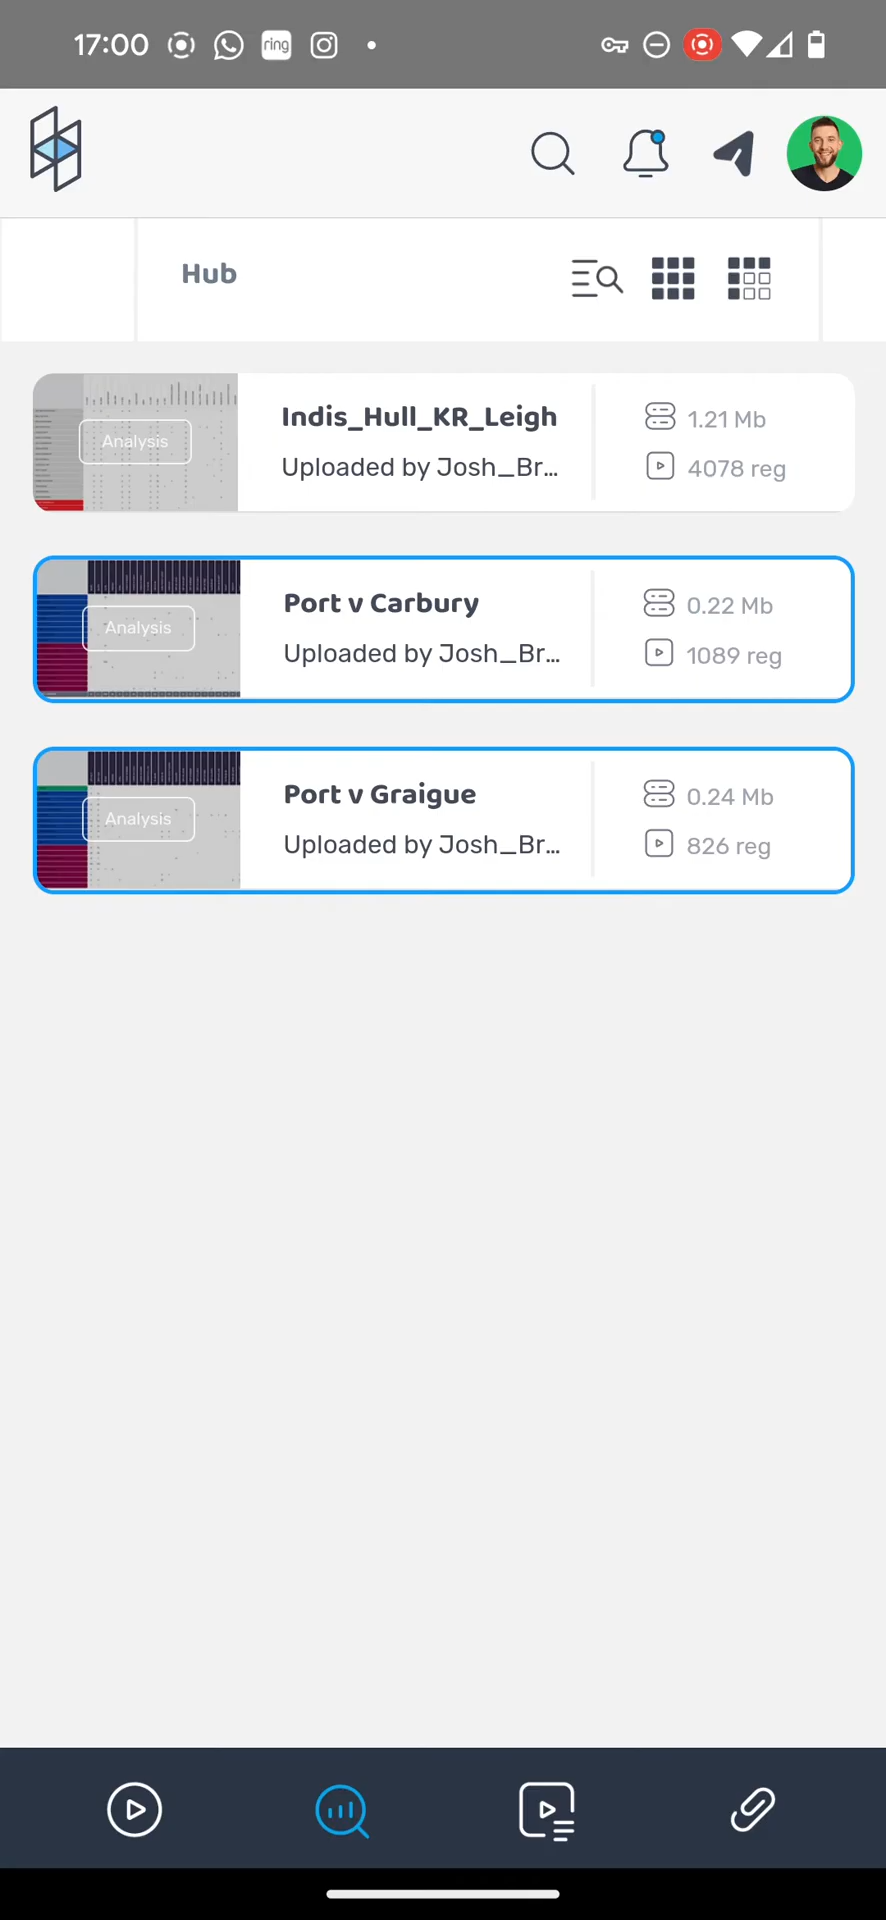 17:00
ring
Hub
Analysis
Indis_Hull_KR_Leigh
Uploaded by Josh_Br...
1.21 Mb
4078 reg
Analysis
Port v Carbury
Uploaded by Josh_Br...
0.22 Mb
1089 reg
Analysis
Port v Graigue
Uploaded by Josh_Br...
0.24 Mb
826 reg